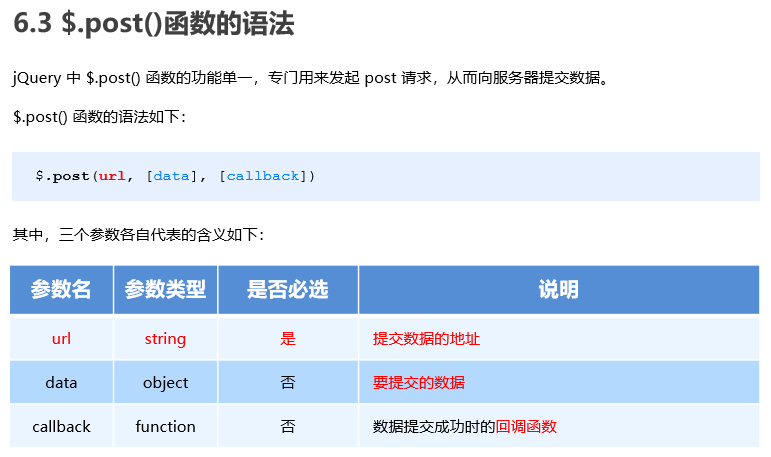 6.3 $.post()函数的语法
jQuery 中 $.post() 函数的功能单一，专门用来发起 post 请求，从而向服务器提交数据。
$.post() 函数的语法如下：
$.post(url, [data], [callback])
其中，三个参数各自代表的含义如下：
参数名 参数类型 是否必选 说明
url string 是 提交数据的地址
data object 否 要提交的数据
callback function 否 数据提交成功时的回调函数